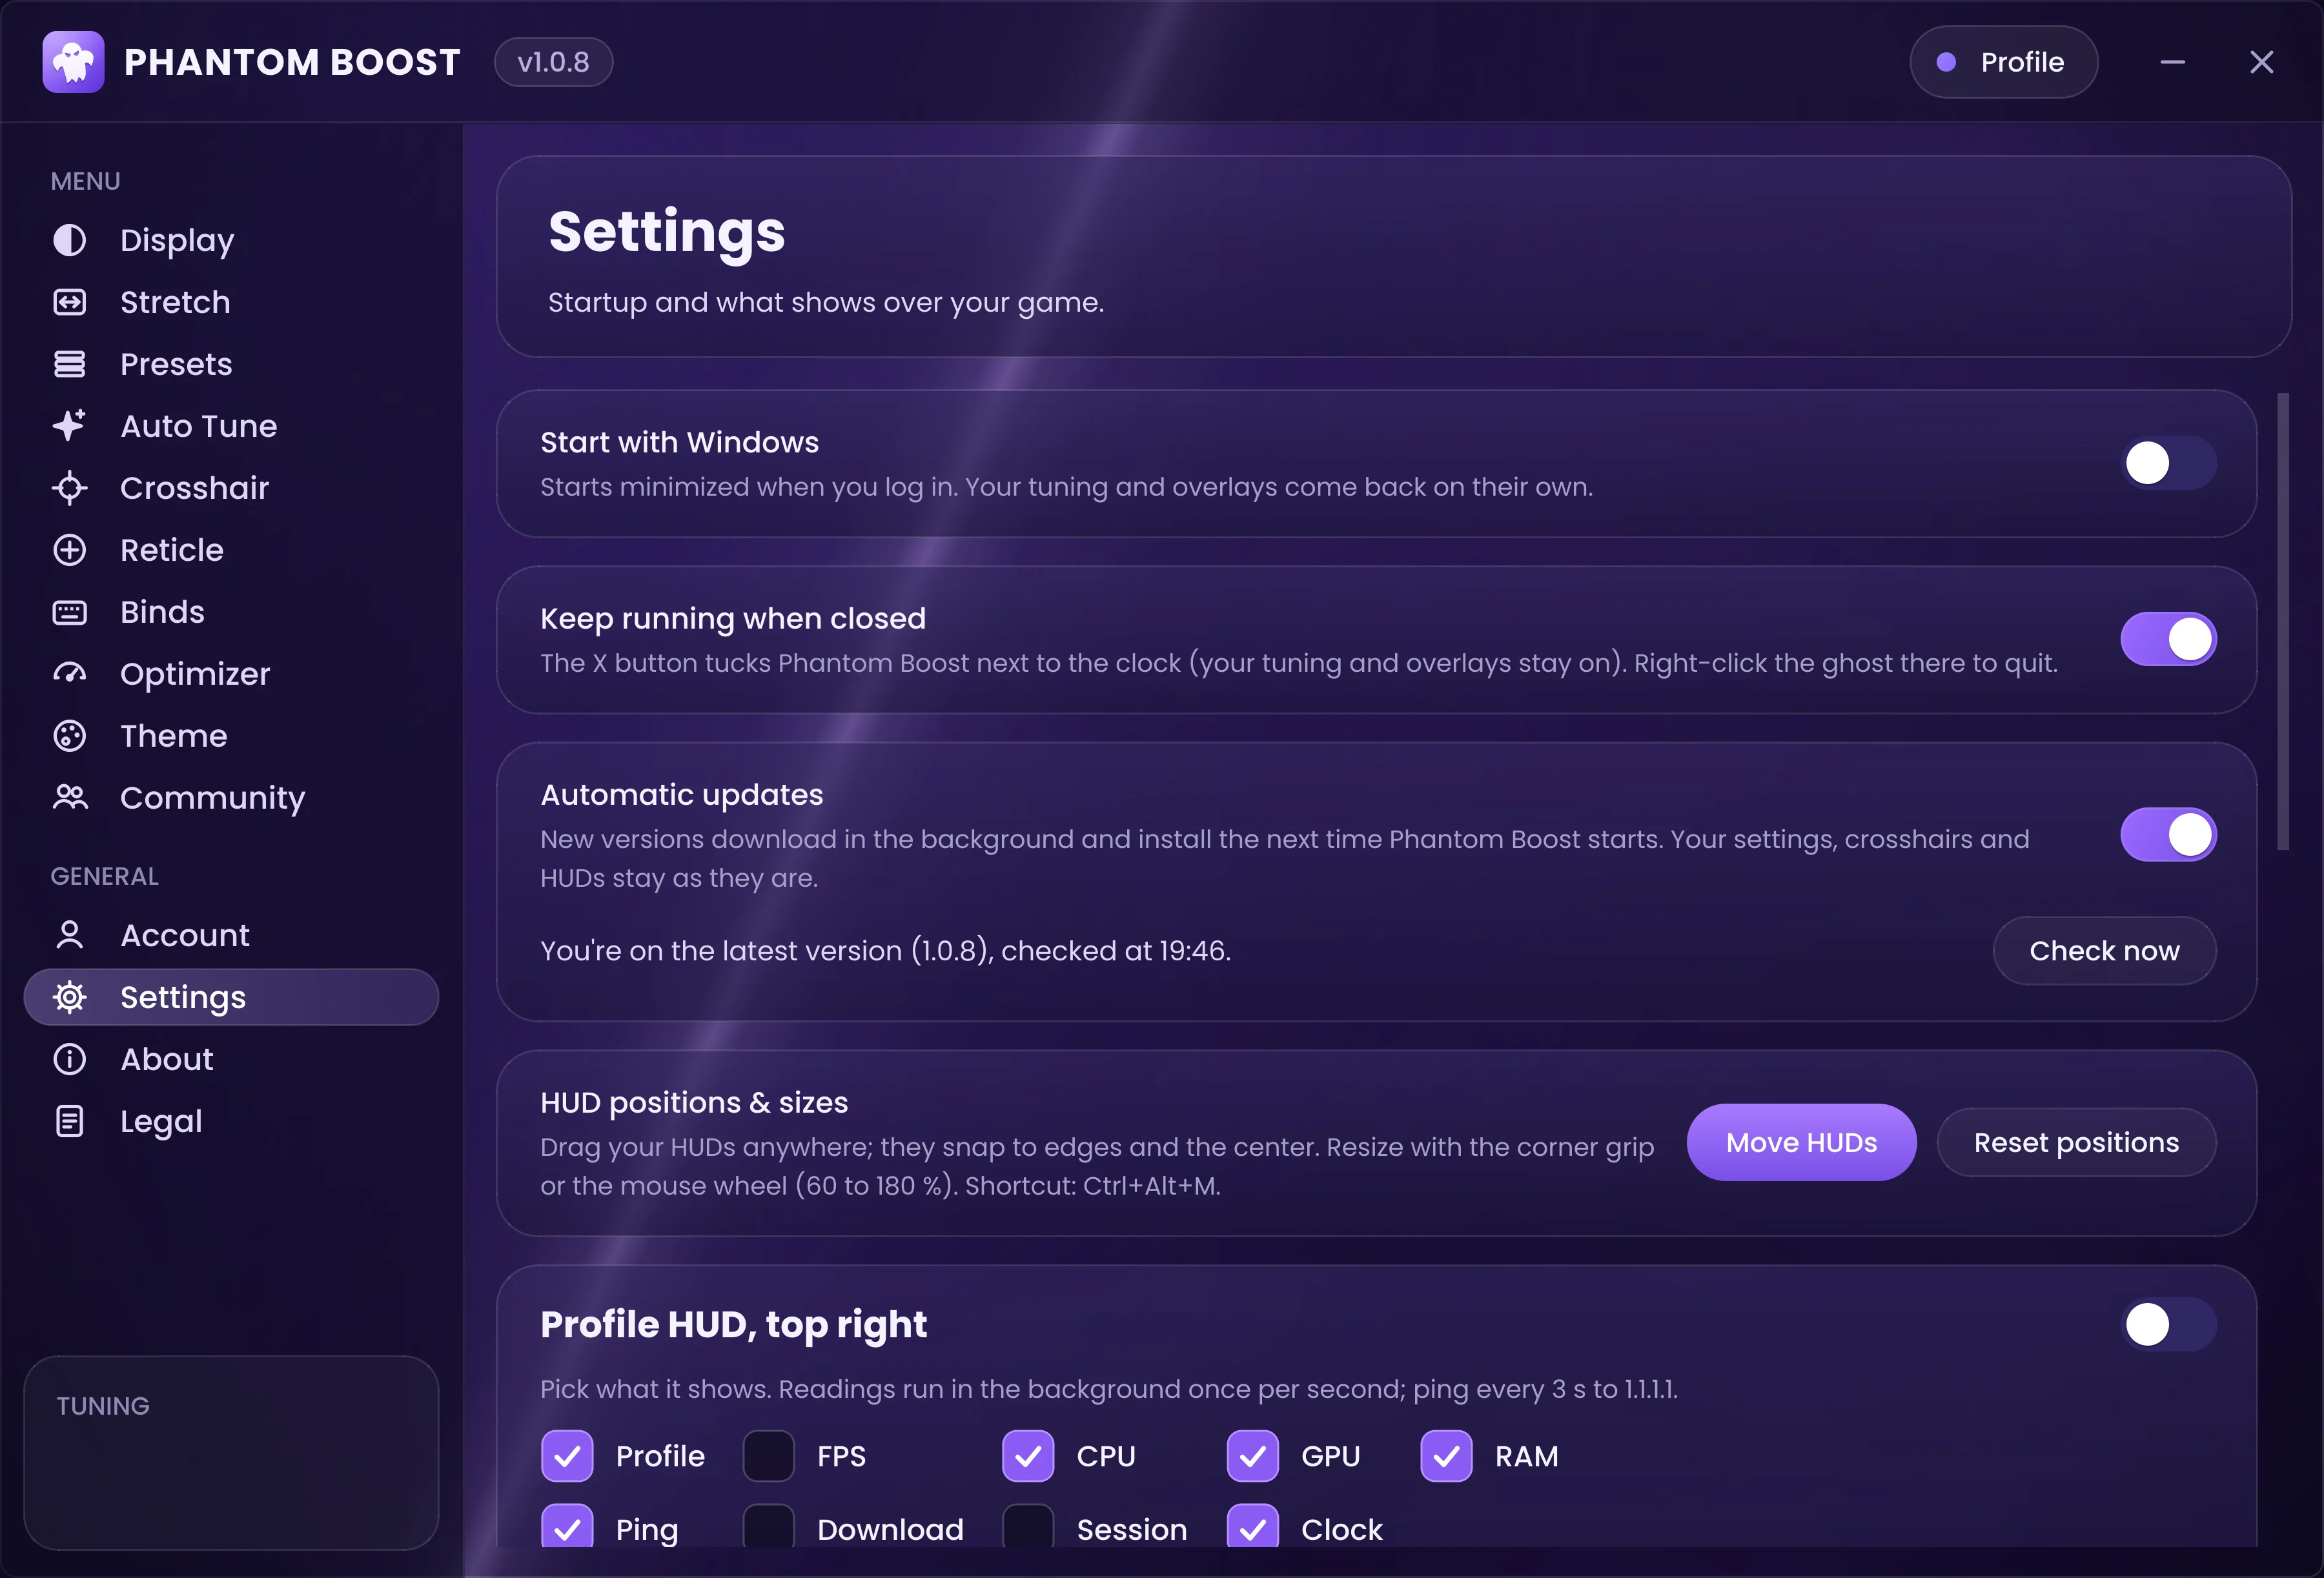 PHANTOM BOOST
v1.0.8
Profile
MENU
Display
Stretch
Presets
Auto Tune
Crosshair
Reticle
Binds
Optimizer
Theme
Community
GENERAL
Account
Settings
About
Legal
TUNING
Settings
Startup and what shows over your game.
Start with Windows
Starts minimized when you log in. Your tuning and overlays come back on their own.
Keep running when closed
The X button tucks Phantom Boost next to the clock (your tuning and overlays stay on). Right-click the ghost there to quit.
Automatic updates
New versions download in the background and install the next time Phantom Boost starts. Your settings, crosshairs and
HUDs stay as they are.
You're on the latest version (1.0.8), checked at 19:46.
Check now
HUD positions & sizes
Drag your HUDs anywhere; they snap to edges and the center. Resize with the corner grip
or the mouse wheel (60 to 180 %). Shortcut: Ctrl+Alt+M.
Move HUDs
Reset positions
Profile HUD, top right
Pick what it shows. Readings run in the background once per second; ping every 3 s to 1.1.1.1.
Profile FPS CPU GPU RAM
Ping Download Session Clock